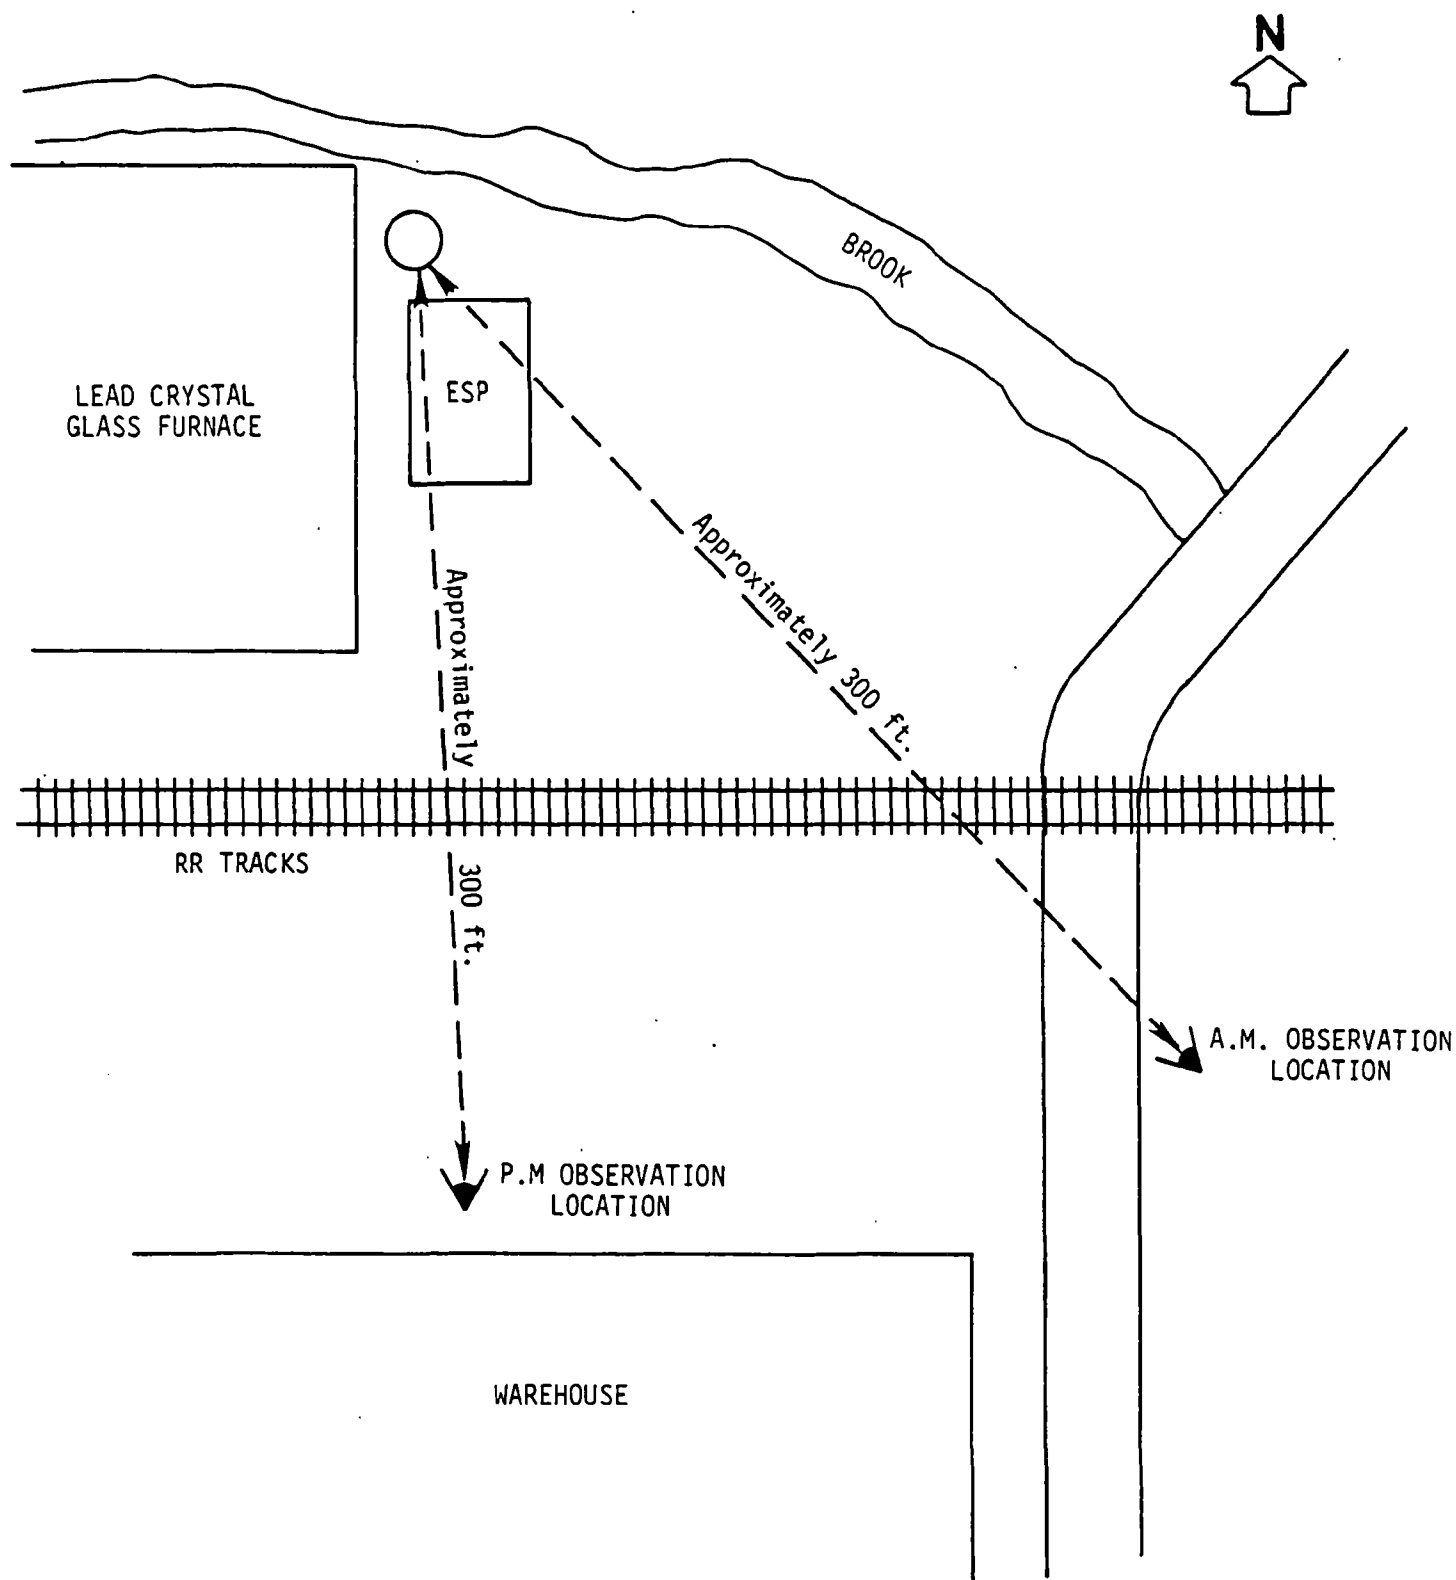 N
BROOK
LEAD CRYSTAL
GLASS FURNACE
ESP
Approximately 300 ft.
Approximately 300 ft.
RR TRACKS
A.M. OBSERVATION
LOCATION
P.M OBSERVATION
LOCATION
WAREHOUSE